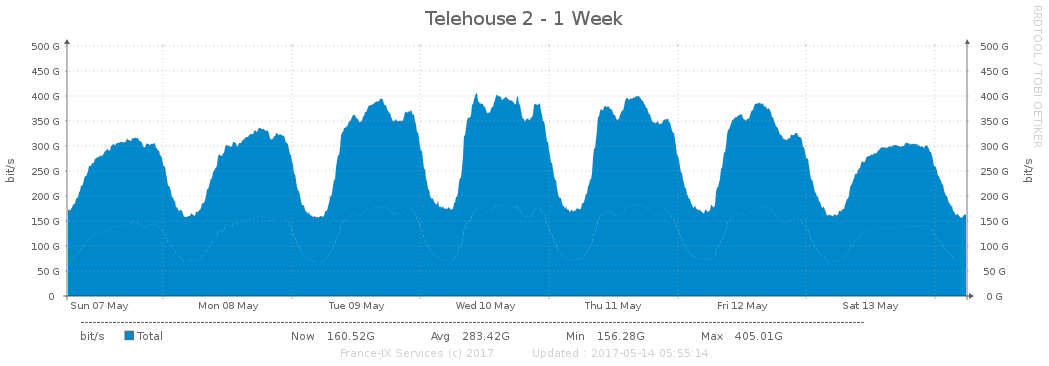 Telehouse 2 - 1 Week
RRDTOOL / TOBI OETIKER
500 G 500 G
450 G 450 G
400 G 400 G
350 G 350 G
300 G 300 G
250 G 250 G
200 G 200 G
150 G 150 G
100 G 100 G
50 G 50 G
0 0 G
bit/s bit/s
Sun 07 May Mon 08 May Tue 09 May Wed 10 May Thu 11 May Fri 12 May Sat 13 May
bit/s Total Now 160.52G Avg 283.42G Min 156.28G Max 405.01G
France-IX Services (c) 2017 Updated : 2017-05-14 05:55:14